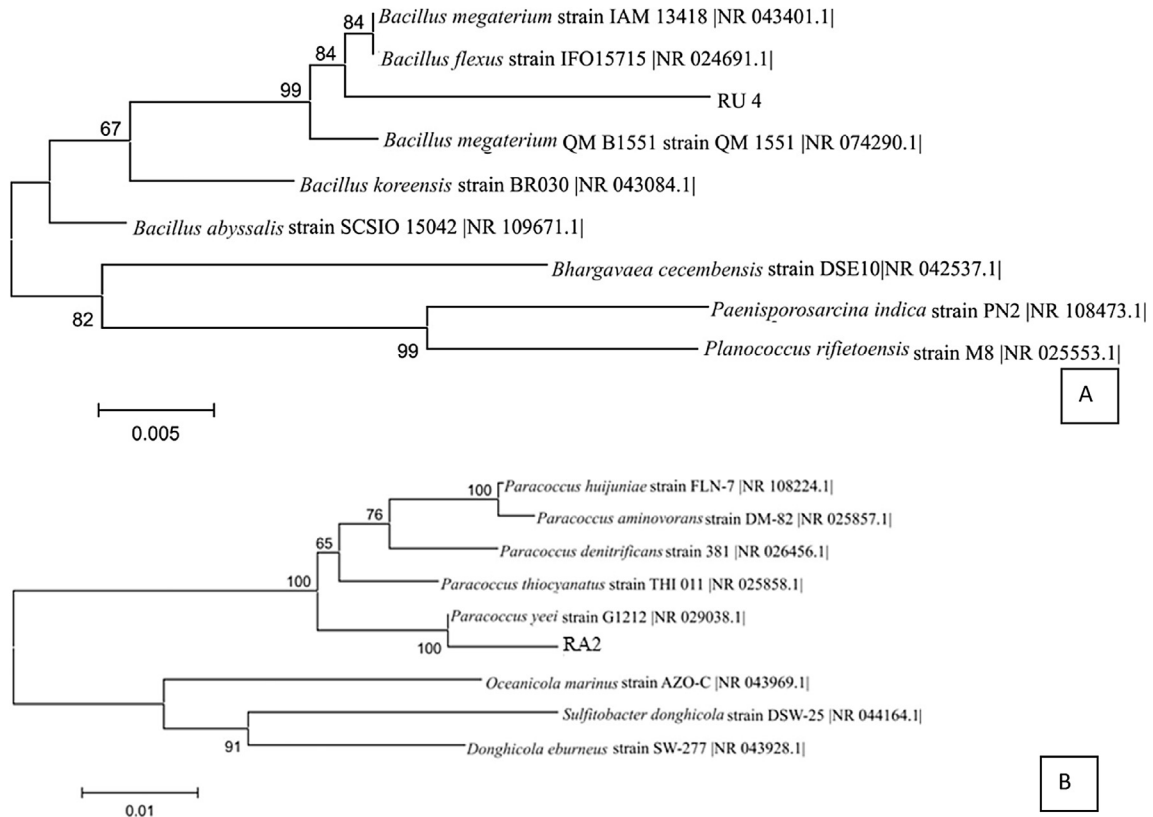 84
Bacillus megaterium strain IAM 13418 |NR 043401.1|
84
Bacillus flexus strain IFO15715 |NR 024691.1|
99
RU 4
67
Bacillus megaterium QM B1551 strain QM 1551 |NR 074290.1|
Bacillus koreensis strain BR030 |NR 043084.1|
Bacillus abyssalis strain SCSIO 15042 |NR 109671.1|
Bhargavaea cecembensis strain DSE10|NR 042537.1|
82
Paenisporosarcina indica strain PN2 |NR 108473.1|
99
Planococcus rifietoensis strain M8 |NR 025553.1|
A
0.005
100
Paracoccus huijuniae strain FLN-7 |NR 108224.1|
76
Paracoccus aminovorans strain DM-82 |NR 025857.1|
65
Paracoccus denitrificans strain 381 |NR 026456.1|
100
Paracoccus thiocyanatus strain THI 011 |NR 025858.1|
Paracoccus yeei strain G1212 |NR 029038.1|
100
RA2
Oceanicola marinus strain AZO-C |NR 043969.1|
Sulfitobacter donghicola strain DSW-25 |NR 044164.1|
91
Donghicola eburneus strain SW-277 |NR 043928.1|
B
0.01